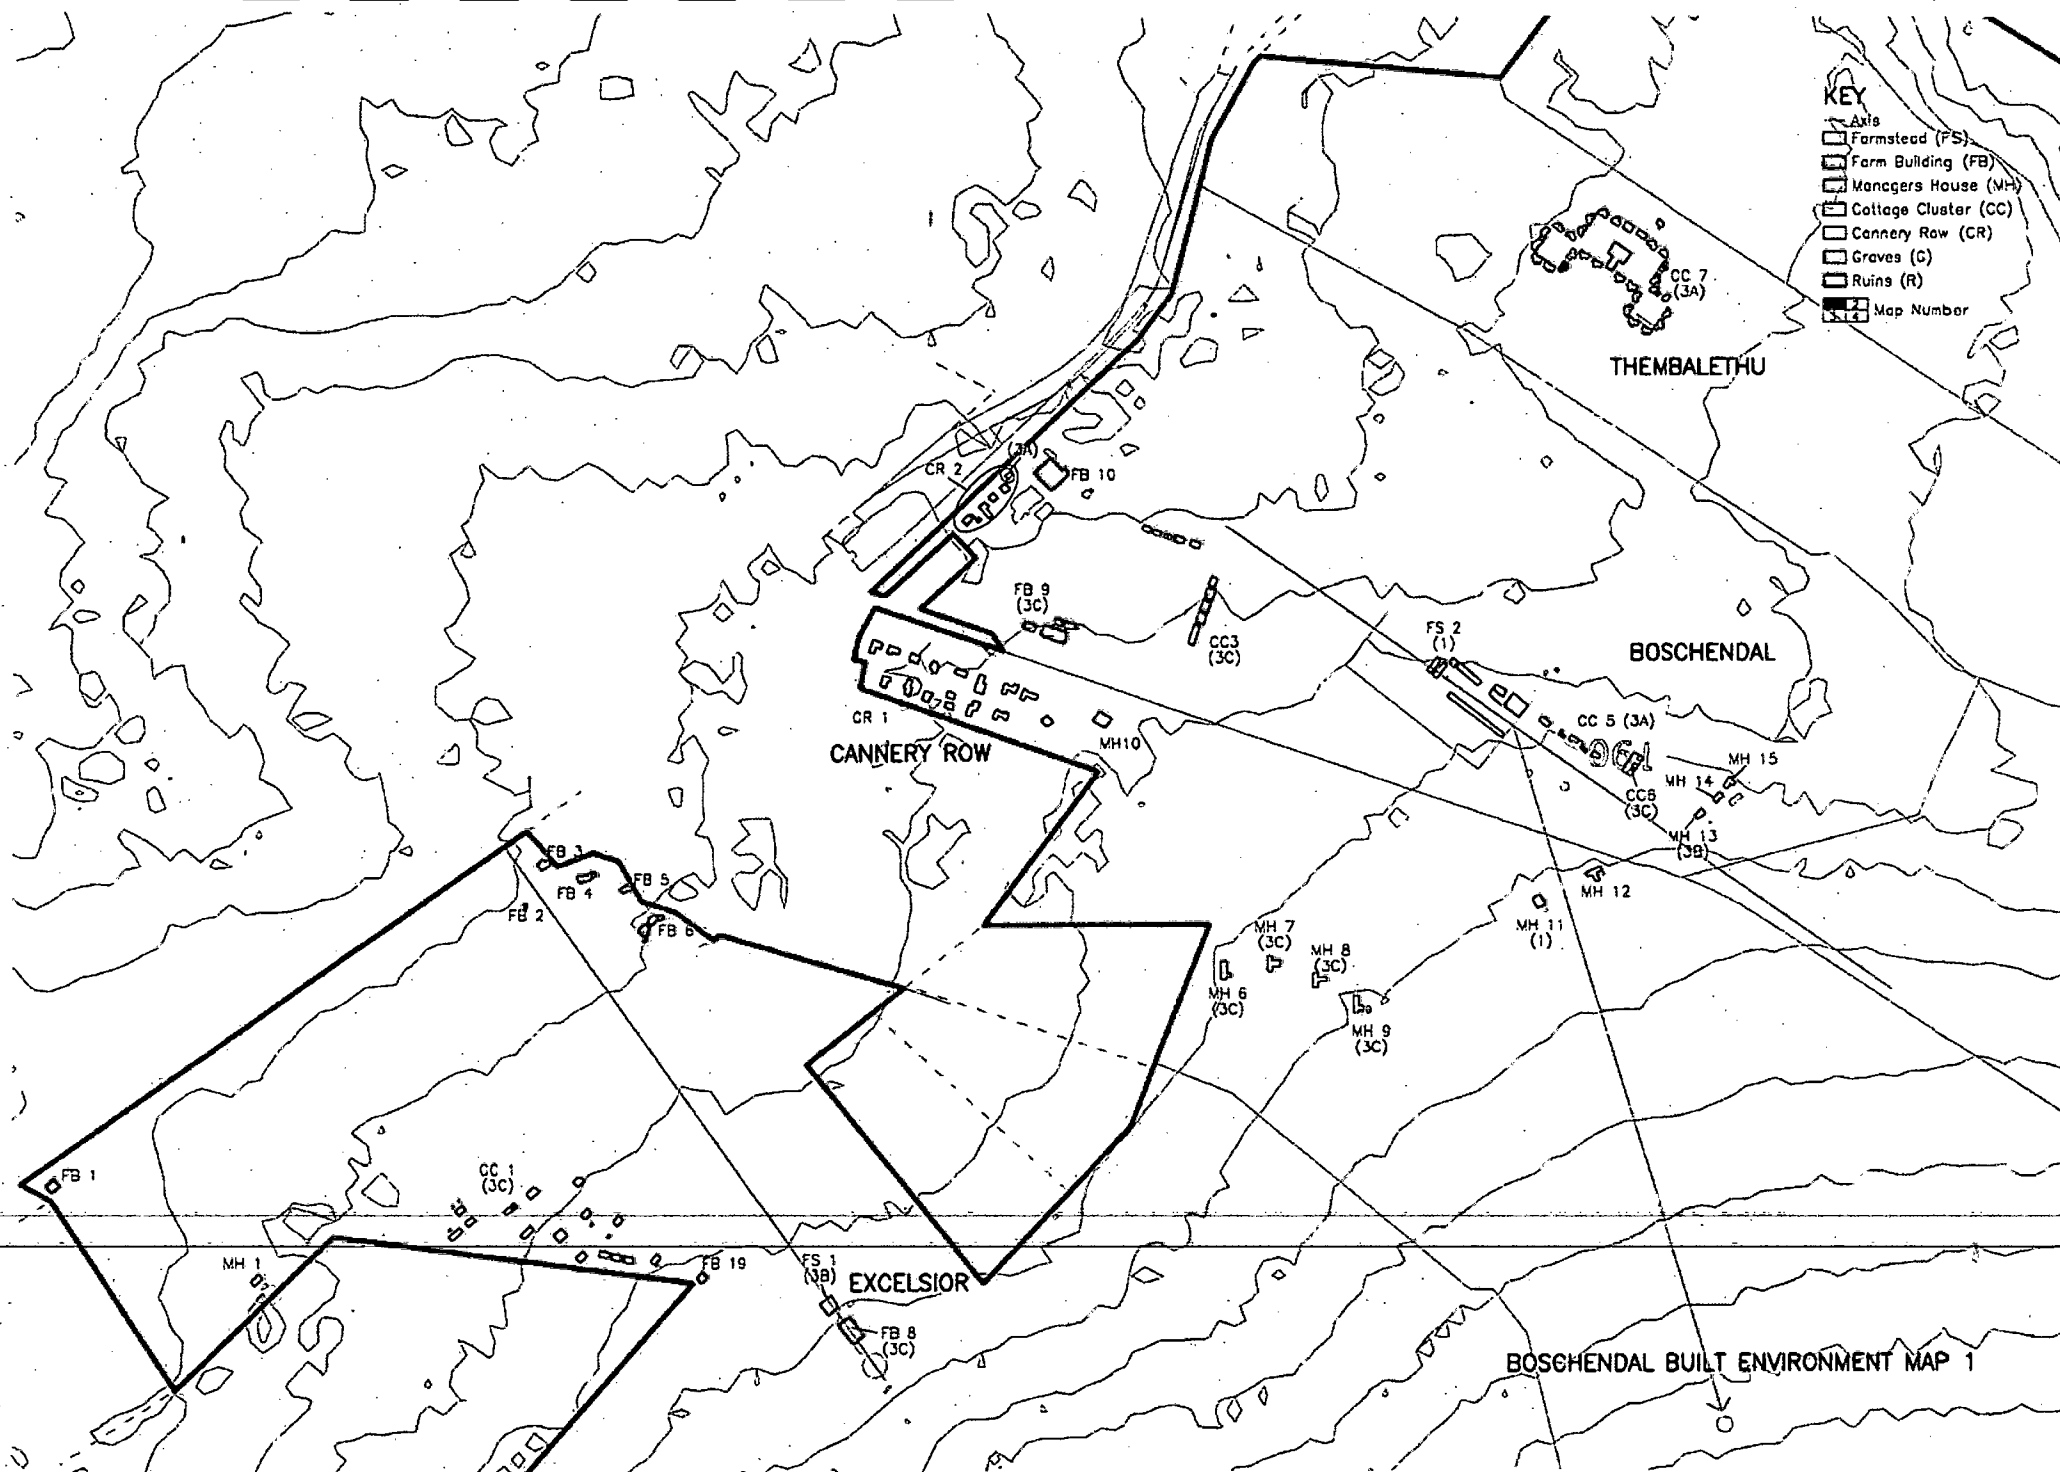 KEY
Axis
Farmstead (FS)
Farm Building (FB)
Managers House (MH)
Cottage Cluster (CC)
Cannery Row (CR)
Graves (G)
Ruins (R)
2
3 4
Map Number
CC 7
(3A)
THEMBALETHU
(3A)
CR 2
FB 10
FB 9
(3C)
CC3
(3C)
FS 2
(1)
BOSCHENDAL
CR 1
CANNERY ROW
MH10
CC 5 (3A)
196
MH 15
MH 14
CC6
(3C)
MH 13
(3B)
MH 12
MH 11
(1)
FB 3
FB 4
FB 5
FB 2
FB 6
MH 7
(3C)
MH 8
(3C)
MH 6
(3C)
MH 9
(3C)
FB 1
CC 1
(3C)
MH 1
FB 19
FS 1
(3B)
EXCELSIOR
FB 8
(3C)
BOSCHENDAL BUILT ENVIRONMENT MAP 1